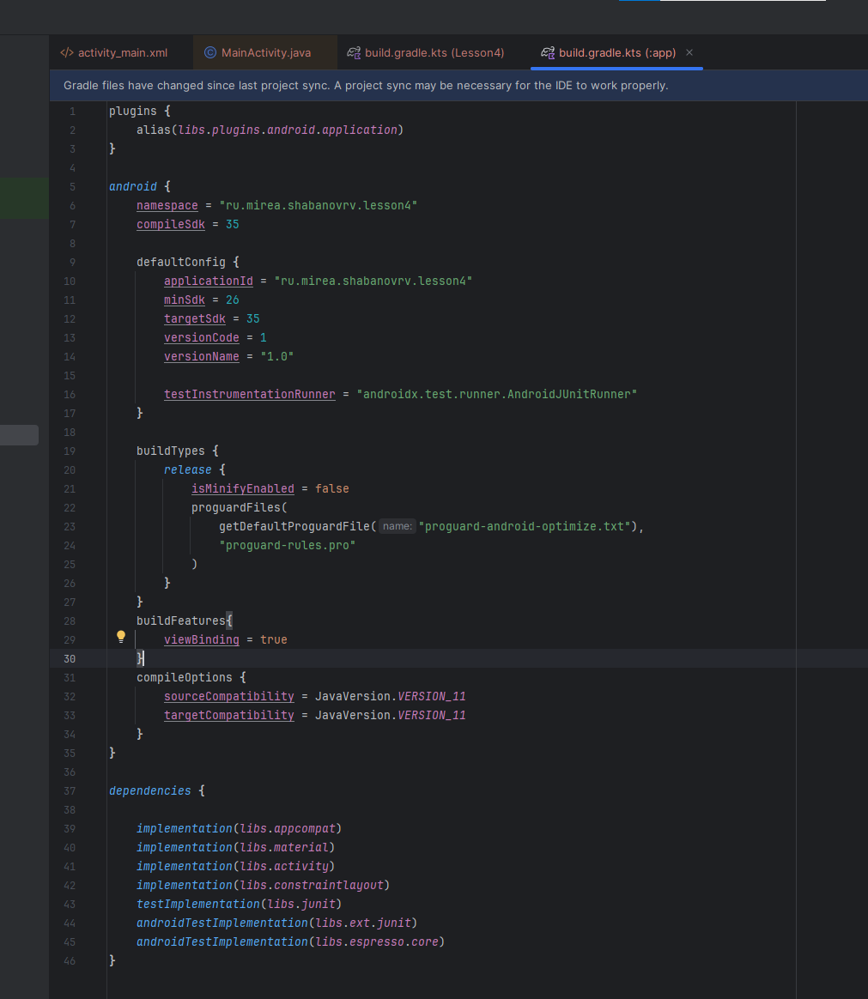 activity_main.xml MainActivity.java build.gradle.kts (Lesson4) build.gradle.kts (:app)
Gradle files have changed since last project sync. A project sync may be necessary for the IDE to work properly.
1 plugins {
2 alias(libs.plugins.android.application)
3 }
4
5 android {
6 namespace = "ru.mirea.shabanovrv.lesson4"
7 compileSdk = 35
8
9 defaultConfig {
10 applicationId = "ru.mirea.shabanovrv.lesson4"
11 minSdk = 26
12 targetSdk = 35
13 versionCode = 1
14 versionName = "1.0"
15
16 testInstrumentationRunner = "androidx.test.runner.AndroidJUnitRunner"
17 }
18
19 buildTypes {
20 release {
21 isMinifyEnabled = false
22 proguardFiles(
23 getDefaultProguardFile( name: "proguard-android-optimize.txt"),
24 "proguard-rules.pro"
25 )
26 }
27 }
28 buildFeatures{
29 viewBinding = true
30 }
31 compileOptions {
32 sourceCompatibility = JavaVersion.VERSION_11
33 targetCompatibility = JavaVersion.VERSION_11
34 }
35 }
36
37 dependencies {
38
39 implementation(libs.appcompat)
40 implementation(libs.material)
41 implementation(libs.activity)
42 implementation(libs.constraintlayout)
43 testImplementation(libs.junit)
44 androidTestImplementation(libs.ext.junit)
45 androidTestImplementation(libs.espresso.core)
46 }